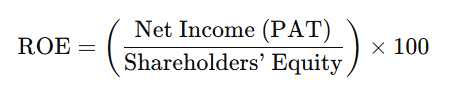 ROE = ( Net Income (PAT) / Shareholders’ Equity ) × 100